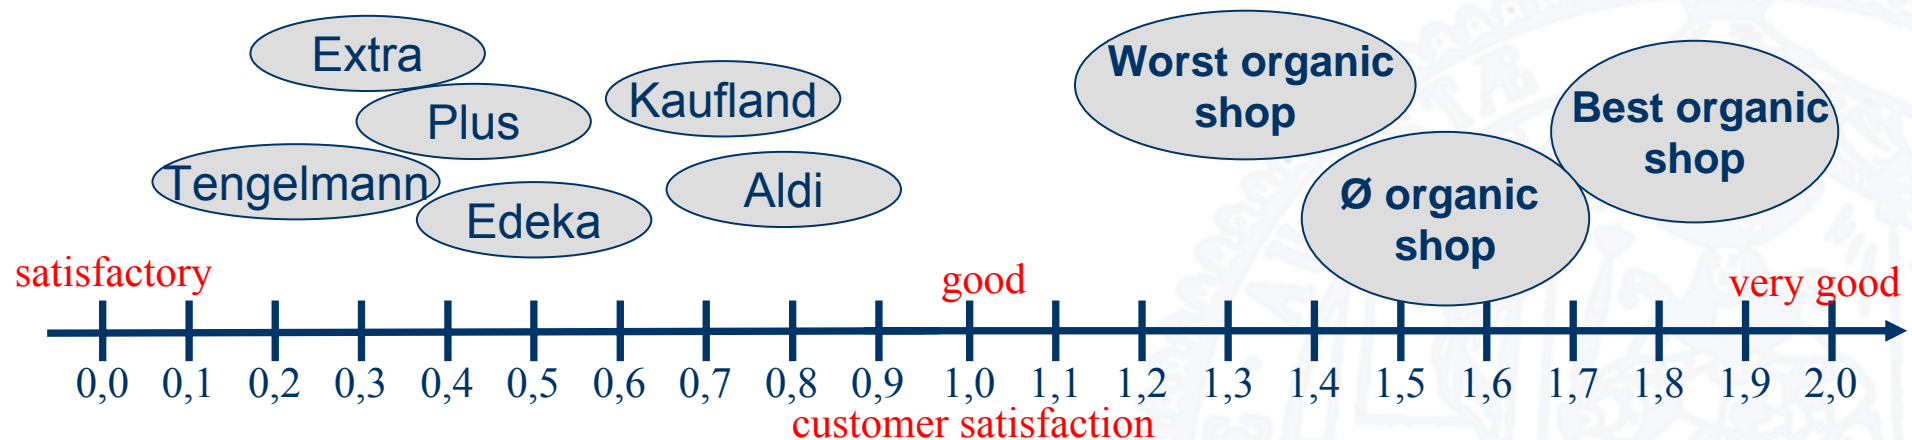 Extra
Plus
Kaufland
Tengelmann
Edeka
Aldi
Worst organic
shop
Ø organic
shop
Best organic
shop
satisfactory
good
very good
0,0 0,1 0,2 0,3 0,4 0,5 0,6 0,7 0,8 0,9 1,0 1,1 1,2 1,3 1,4 1,5 1,6 1,7 1,8 1,9 2,0
customer satisfaction